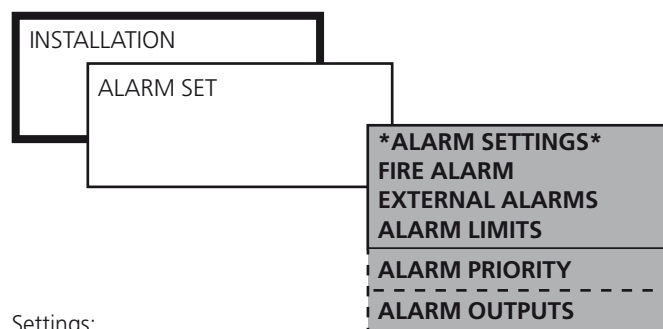 INSTALLATION
ALARM SET
*ALARM SETTINGS*
FIRE ALARM
EXTERNAL ALARMS
ALARM LIMITS
ALARM PRIORITY
ALARM OUTPUTS
Settings: